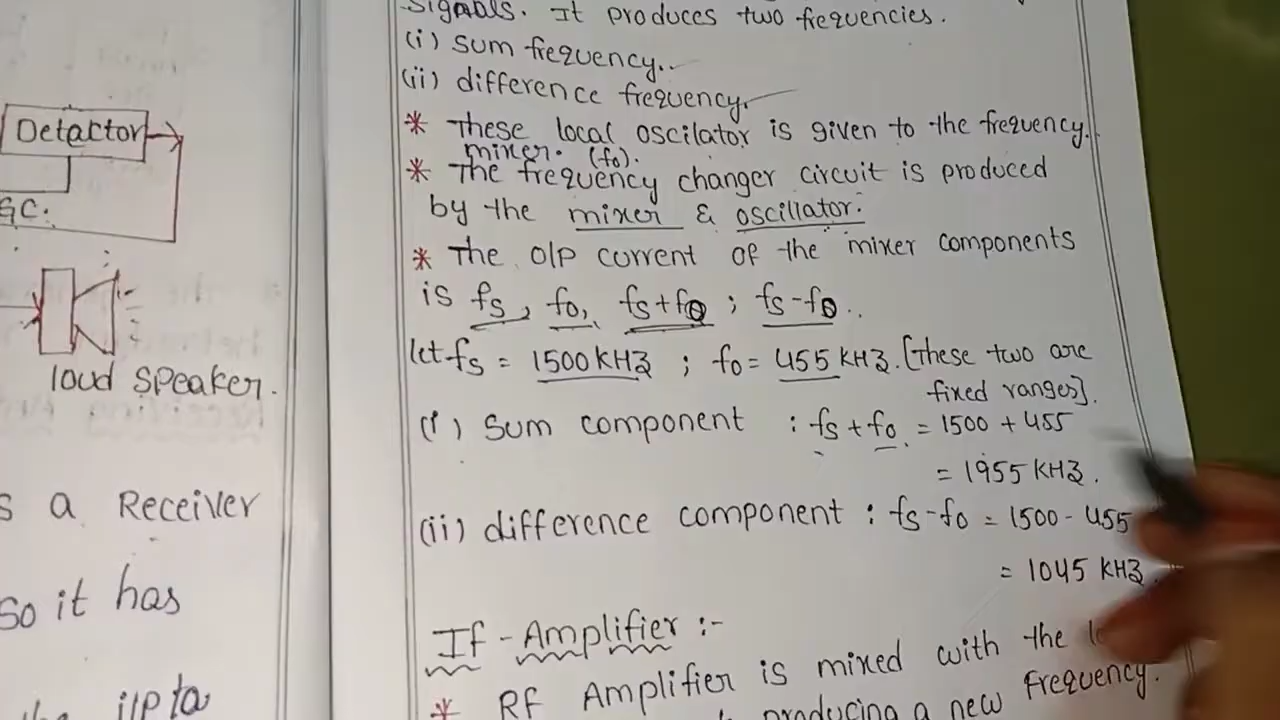 Detactor
GC.
loud speaker.
s a Receiver
So it has
the i/p to
Signals. It produces two frequencies.
(i) sum frequency..
(ii) difference frequency.
* These local oscilator is given to the frequency.
mixer. (fo).
* The frequency changer circuit is produced
by the mixer & oscillator.
* The O/P current of the mixer components
is fs, fo, fs+fo ; fs-fo..
let fs = 1500 KHz ; fo = 455 KHz. [These two are
fixed ranges].
(i) Sum component : fs + fo. = 1500 + 455
= 1955 KHz.
(ii) difference component : fs-fo = 1500 - 455
= 1045 KHz.
If - Amplifier :-
* RF Amplifier is mixed with the
producing a new frequency.